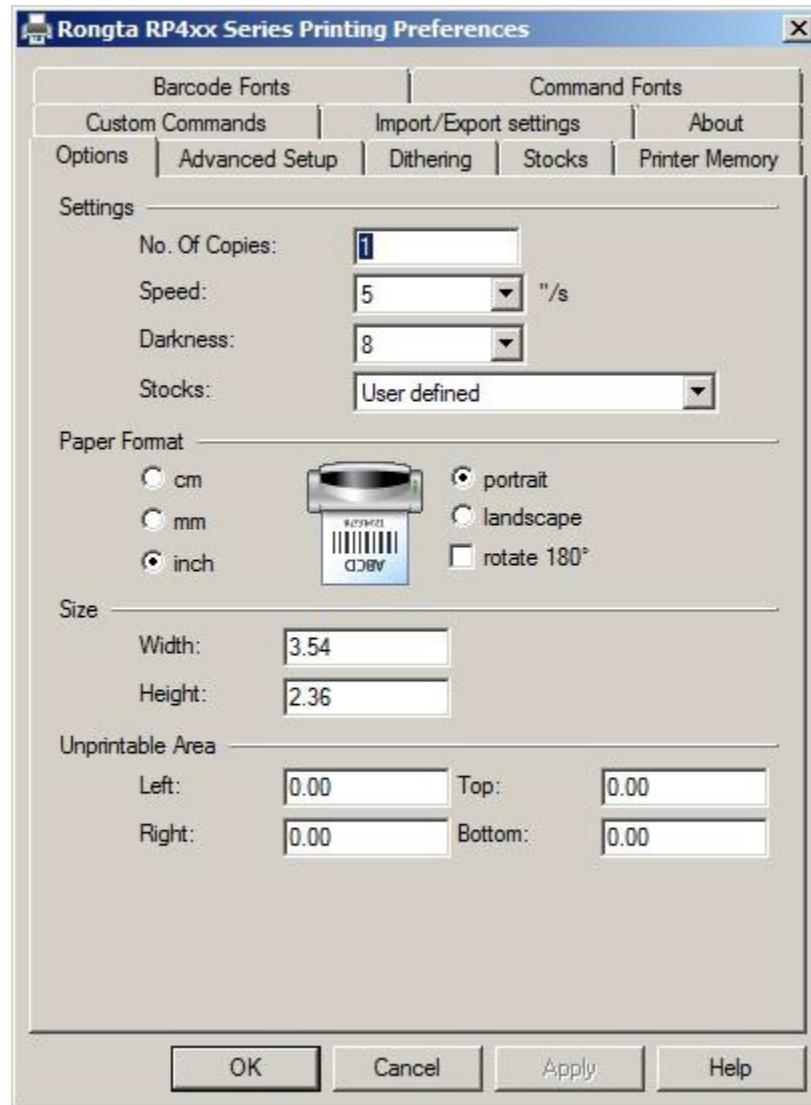 Rongta RP4xx Series Printing Preferences
Barcode Fonts Command Fonts
Custom Commands Import/Export settings About
Options Advanced Setup Dithering Stocks Printer Memory
Settings
No. Of Copies: 1
Speed: 5 "/s
Darkness: 8
Stocks: User defined
Paper Format
cm portrait
mm landscape
inch rotate 180°
ABCD
Size
Width: 3.54
Height: 2.36
Unprintable Area
Left: 0.00 Top: 0.00
Right: 0.00 Bottom: 0.00
OK Cancel Apply Help